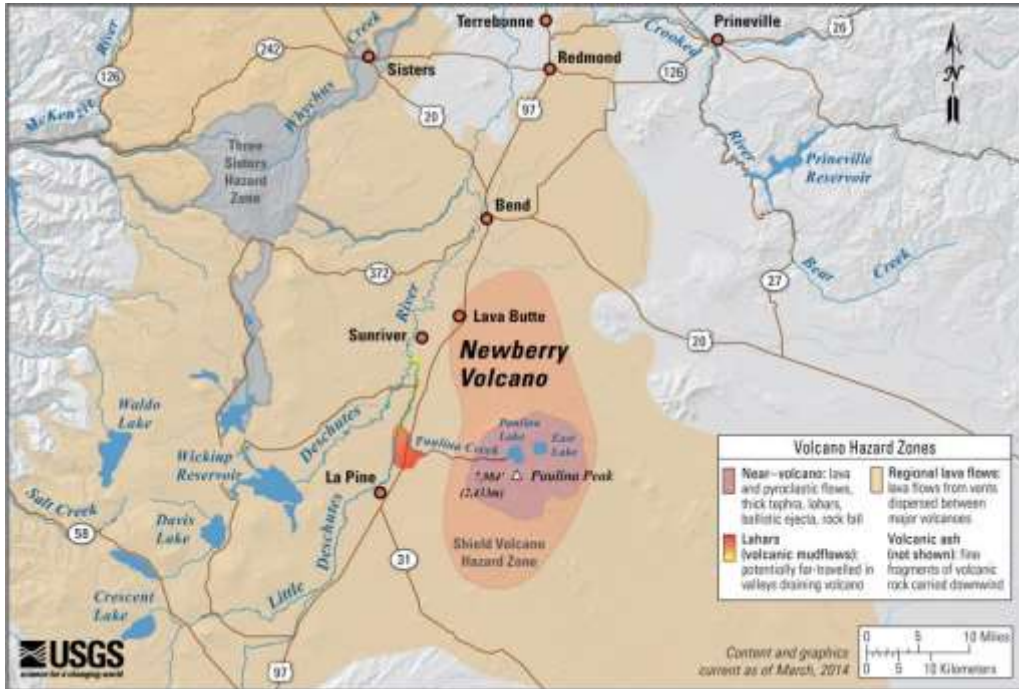 Terrebonne
Prineville
26
River
242
Creek
Crooked
Redmond
Sisters
126
126
McKenzie
Whychus
97
20
Three
Sisters
Hazard
Zone
River
Prineville
Reservoir
Bend
372
Bear
Creek
27
River
Lava Butte
Sunriver
20
Newberry
Volcano
Waldo
Lake
Deschutes
Paulina
Lake
East
Lake
Paulina Creek
Wickiup
Reservoir
La Pine
7,984'
(2,433m)
Paulina Peak
Salt Creek
58
Davis
Lake
Deschutes
Shield Volcano
Hazard Zone
31
Crescent
Lake
Little
97
N
Volcano Hazard Zones
Near-volcano: lava
and pyroclastic flows,
thick tephra, lahars,
ballistic ejecta, rock fall
Lahars
(volcanic mudflows):
potentially far-travelled in
valleys draining volcano
Regional lava flows:
lava flows from vents
dispersed between
major volcanoes
Volcanic ash
(not shown): fine
fragments of volcanic
rock carried downwind
USGS
science for a changing world
Content and graphics
current as of March, 2014
0 5 10 Miles
0 5 10 Kilometers